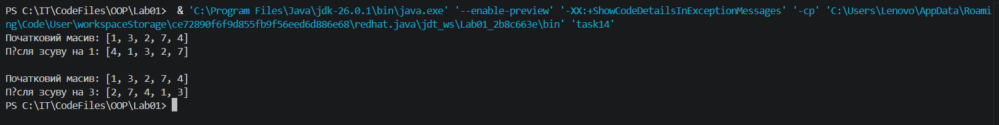 PS C:\IT\CodeFiles\OOP\Lab01>  & 'C:\Program Files\Java\jdk-26.0.1\bin\java.exe' '--enable-preview' '-XX:+ShowCodeDetailsInExceptionMessages' '-cp' 'C:\Users\Lenovo\AppData\Roami
ng\Code\User\workspaceStorage\ce72890f6f9d855fb9f56eed6d886e68\redhat.java\jdt_ws\Lab01_2b8c663e\bin' 'task14'
Початковий масив: [1, 3, 2, 7, 4]
П?сля зсуву на 1: [4, 1, 3, 2, 7]
Початковий масив: [1, 3, 2, 7, 4]
П?сля зсуву на 3: [2, 7, 4, 1, 3]
PS C:\IT\CodeFiles\OOP\Lab01>